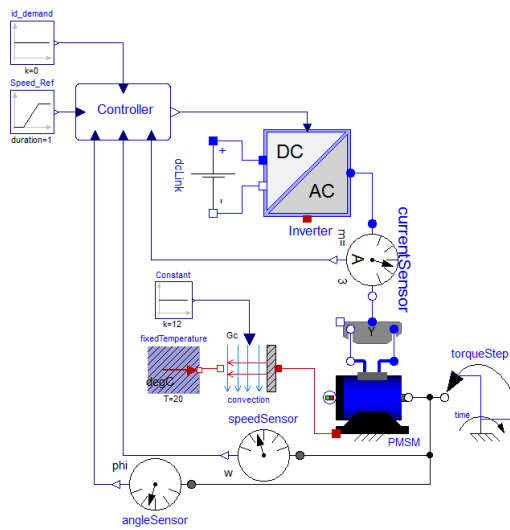 id_demand
k=0
Speed_Ref
duration=1
Controller
dcLink
+
-
DC
AC
Inverter
currentSensor
m=
3
A
Constant
k=12
fixedTemperature
degC
T=20
Gc
convection
Y
PMSM
torqueStep
time
speedSensor
w
phi
angleSensor